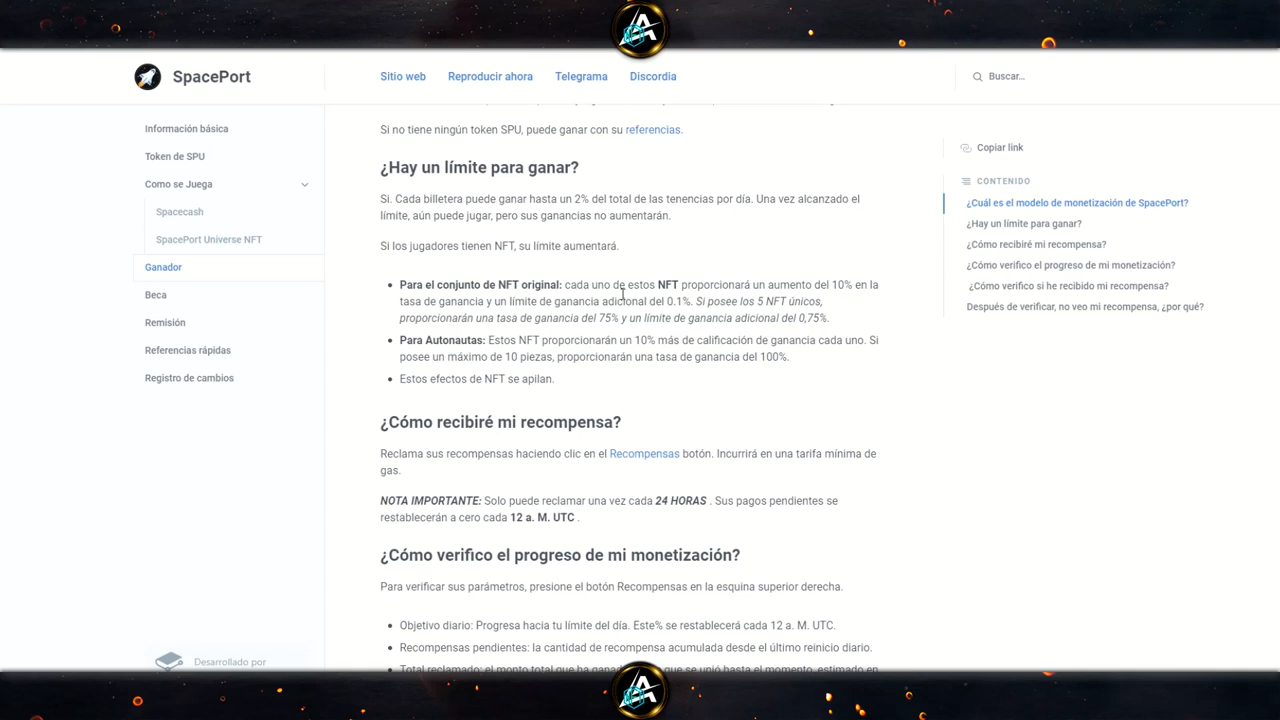 SpacePort
Sitio web
Reproducir ahora
Telegrama
Discordia
Buscar...
Información básica
Token de SPU
Como se Juega
Spacecash
SpacePort Universe NFT
Ganador
Beca
Remisión
Referencias rápidas
Registro de cambios
Desarrollado por
Si no tiene ningún token SPU, puede ganar con su referencias.
¿Hay un límite para ganar?
Si. Cada billetera puede ganar hasta un 2% del total de las tenencias por día. Una vez alcanzado el
límite, aún puede jugar, pero sus ganancias no aumentarán.
Si los jugadores tienen NFT, su límite aumentará.
Para el conjunto de NFT original: cada uno de estos NFT proporcionará un aumento del 10% en la
tasa de ganancia y un límite de ganancia adicional del 0.1%. Si posee los 5 NFT únicos,
proporcionarán una tasa de ganancia del 75% y un límite de ganancia adicional del 0,75%.
Para Autonautas: Estos NFT proporcionarán un 10% más de calificación de ganancia cada uno. Si
posee un máximo de 10 piezas, proporcionarán una tasa de ganancia del 100%.
Estos efectos de NFT se apilan.
¿Cómo recibiré mi recompensa?
Reclama sus recompensas haciendo clic en el Recompensas botón. Incurrirá en una tarifa mínima de
gas.
NOTA IMPORTANTE: Solo puede reclamar una vez cada 24 HORAS . Sus pagos pendientes se
restablecerán a cero cada 12 a. M. UTC .
¿Cómo verifico el progreso de mi monetización?
Para verificar sus parámetros, presione el botón Recompensas en la esquina superior derecha.
Objetivo diario: Progresa hacia tu límite del día. Este% se restablecerá cada 12 a. M. UTC.
Recompensas pendientes: la cantidad de recompensa acumulada desde el último reinicio diario.
Total reclamado: el monto total que ha que se unió hasta el momento, estimado en
Copiar link
CONTENIDO
¿Cuál es el modelo de monetización de SpacePort?
¿Hay un límite para ganar?
¿Cómo recibiré mi recompensa?
¿Cómo verifico el progreso de mi monetización?
¿Cómo verifico si he recibido mi recompensa?
Después de verificar, no veo mi recompensa, ¿por qué?